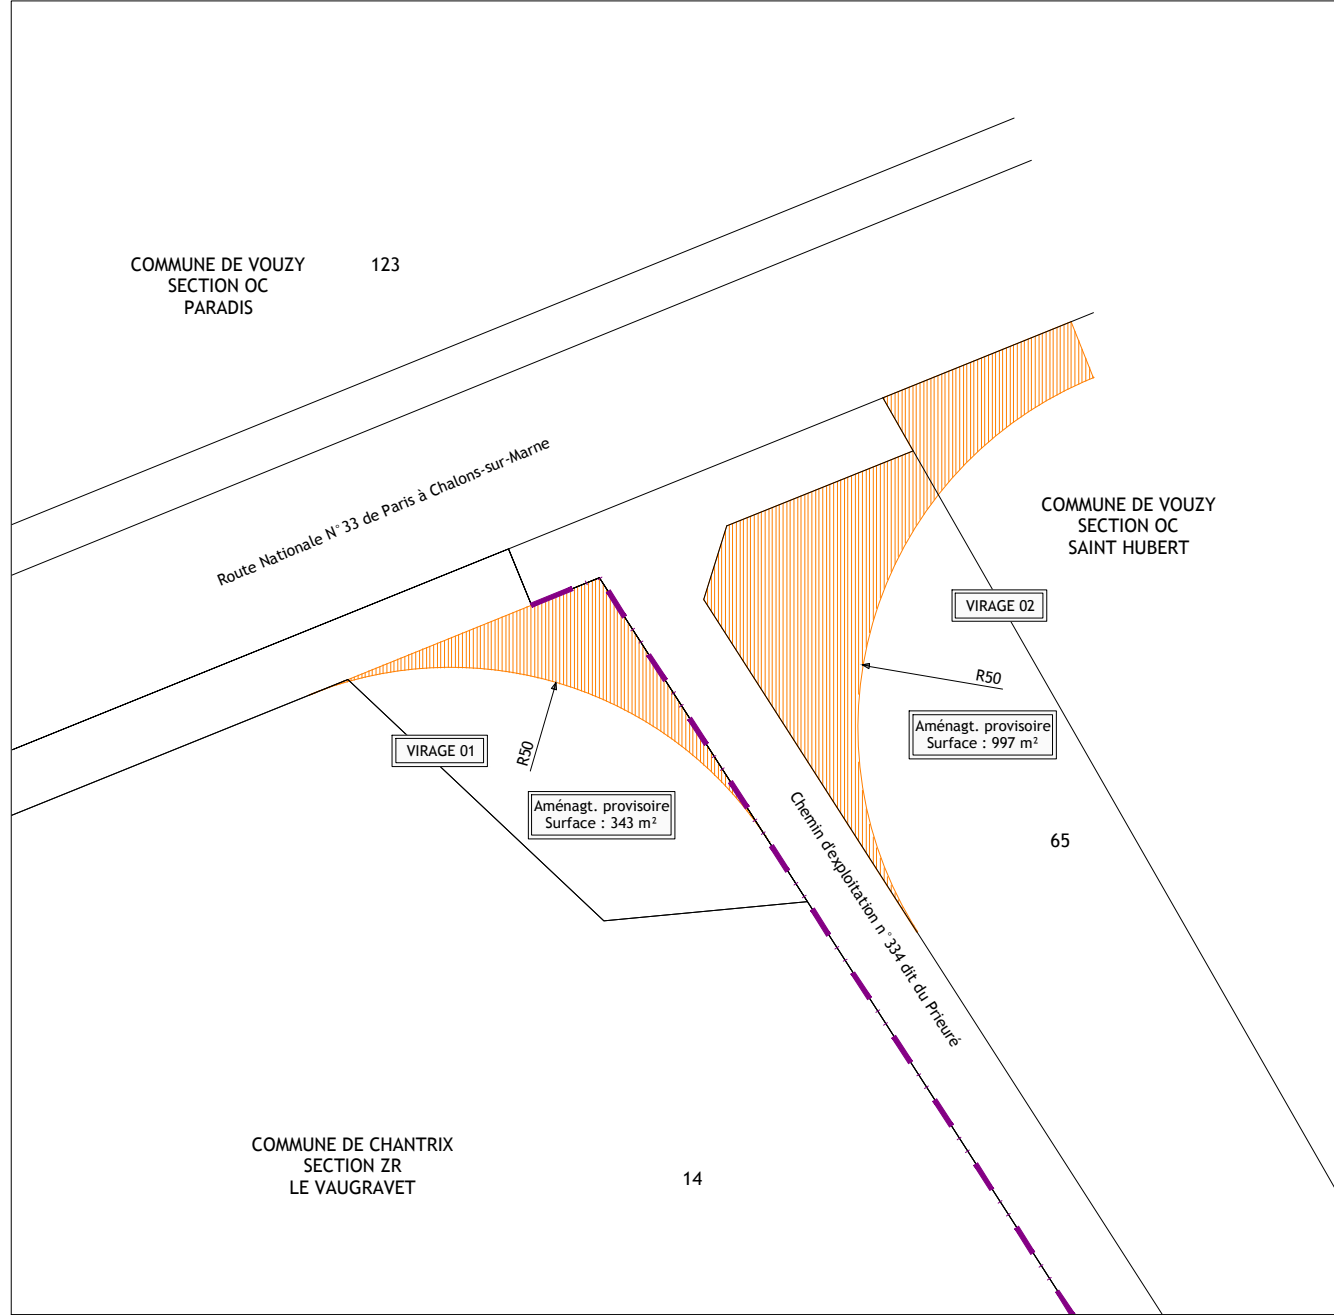 COMMUNE DE VOUZY
SECTION OC
PARADIS
123
Route Nationale N°33 de Paris à Chalons-sur-Marne
COMMUNE DE VOUZY
SECTION OC
SAINT HUBERT
VIRAGE 02
R50
Aménagt. provisoire
Surface : 997 m²
VIRAGE 01
R50
Aménagt. provisoire
Surface : 343 m²
65
Chemin d'exploitation n°334 dit du Prieuré
COMMUNE DE CHANTRIX
SECTION ZR
LE VAUGRAVET
14